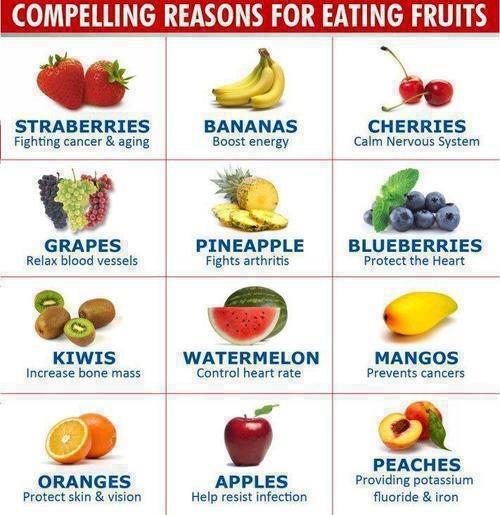 COMPELLING REASONS FOR EATING FRUITS
STRABERRIES
Fighting cancer & aging
BANANAS
Boost energy
CHERRIES
Calm Nervous System
GRAPES
Relax blood vessels
PINEAPPLE
Fights arthritis
BLUEBERRIES
Protect the Heart
KIWIS
Increase bone mass
WATERMELON
Control heart rate
MANGOS
Prevents cancers
ORANGES
Protect skin & vision
APPLES
Help resist infection
PEACHES
Providing potasium
fluoride & iron